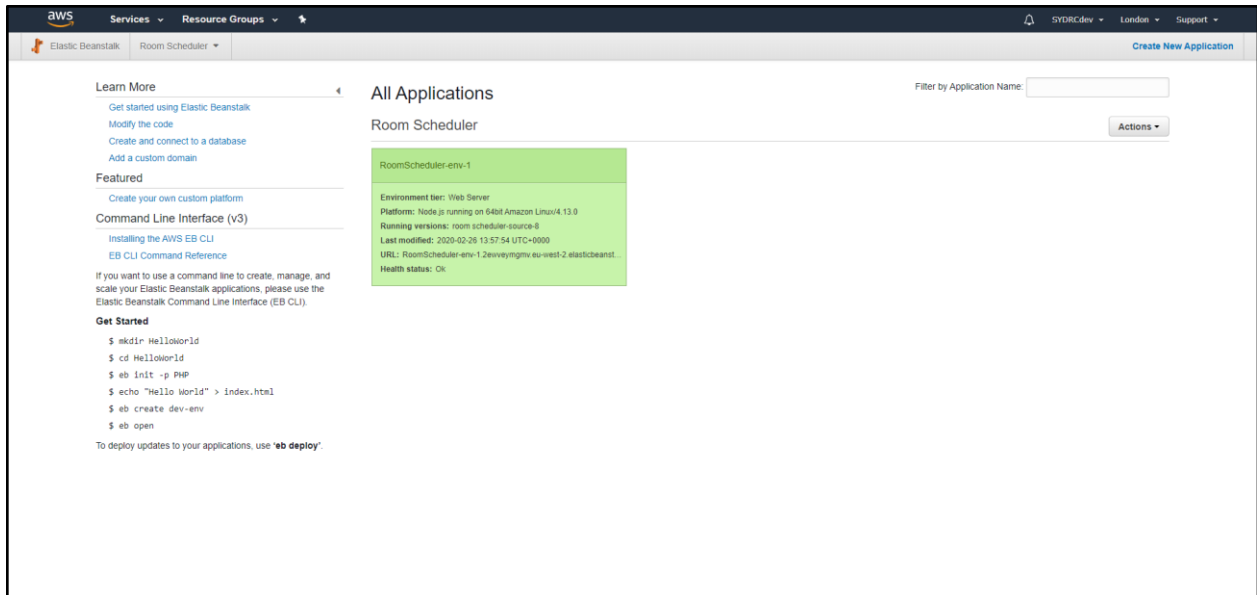 aws Services Resource Groups SYDRCdev London Support
Elastic Beanstalk Room Scheduler Create New Application
Learn More
Get started using Elastic Beanstalk
Modify the code
Create and connect to a database
Add a custom domain
Featured
Create your own custom platform
Command Line Interface (v3)
Installing the AWS EB CLI
EB CLI Command Reference
If you want to use a command line to create, manage, and
scale your Elastic Beanstalk applications, please use the
Elastic Beanstalk Command Line Interface (EB CLI).
Get Started
$ mkdir HelloWorld
$ cd HelloWorld
$ eb init -p PHP
$ echo "Hello World" > index.html
$ eb create dev-env
$ eb open
To deploy updates to your applications, use 'eb deploy'.
All Applications
Filter by Application Name:
Room Scheduler
Actions
RoomScheduler-env-1
Environment tier: Web Server
Platform: Node.js running on 64bit Amazon Linux/4.13.0
Running versions: room scheduler-source-8
Last modified: 2020-02-26 13:57:54 UTC+0000
URL: RoomScheduler-env-1.2ewveymgmv.eu-west-2.elasticbeanst...
Health status: Ok